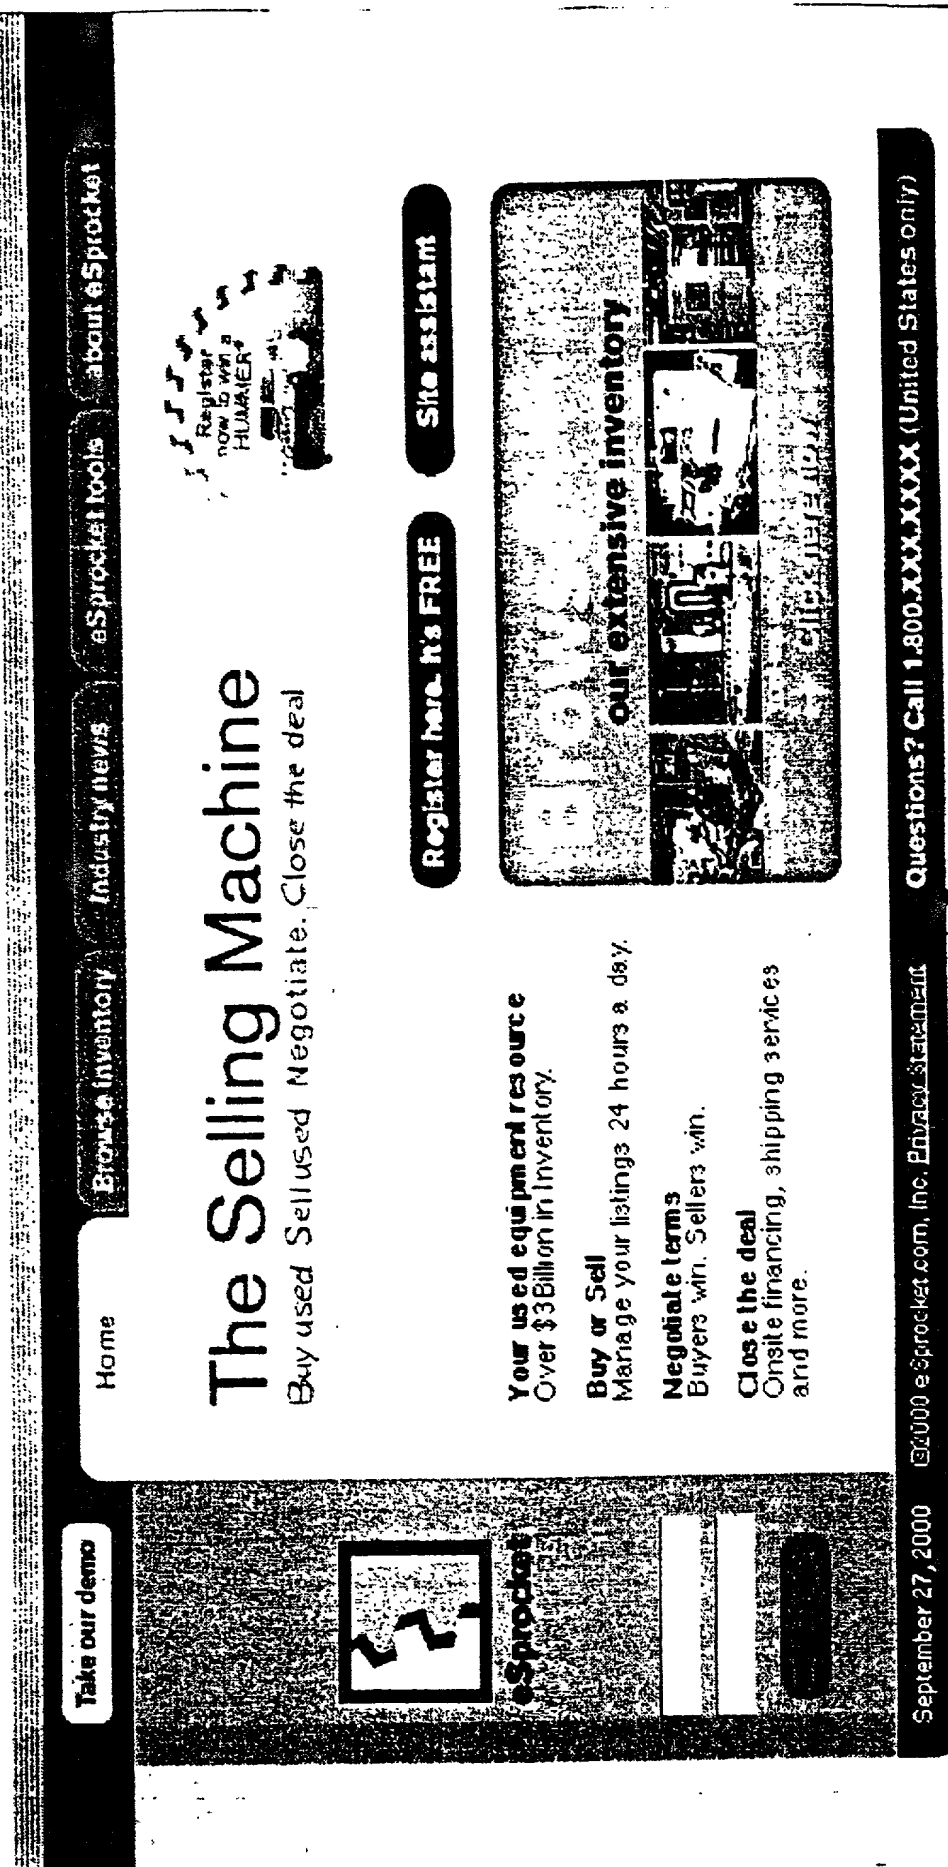 Take our demo
Home
Browse inventory
Industry news
eSprocket tools
about eSprocket
The Selling Machine
Buy used Sell used Negotiate. Close the deal
Register
now to win a
HUMMER*
Register here. It's FREE
Site assistant
eSprocket
Your used equipment resource
Over $3Billion in Inventory.
Buy or Sell
Manage your listings 24 hours a day.
Negotiate terms
Buyers win. Sellers win.
Close the deal
Onsite financing, shipping services
and more.
Browse
our extensive inventory
click here now
September 27, 2000
©2000 eSprocket.com, Inc. Privacy Statement
Questions? Call 1.800.XXX.XXXX (United States only)